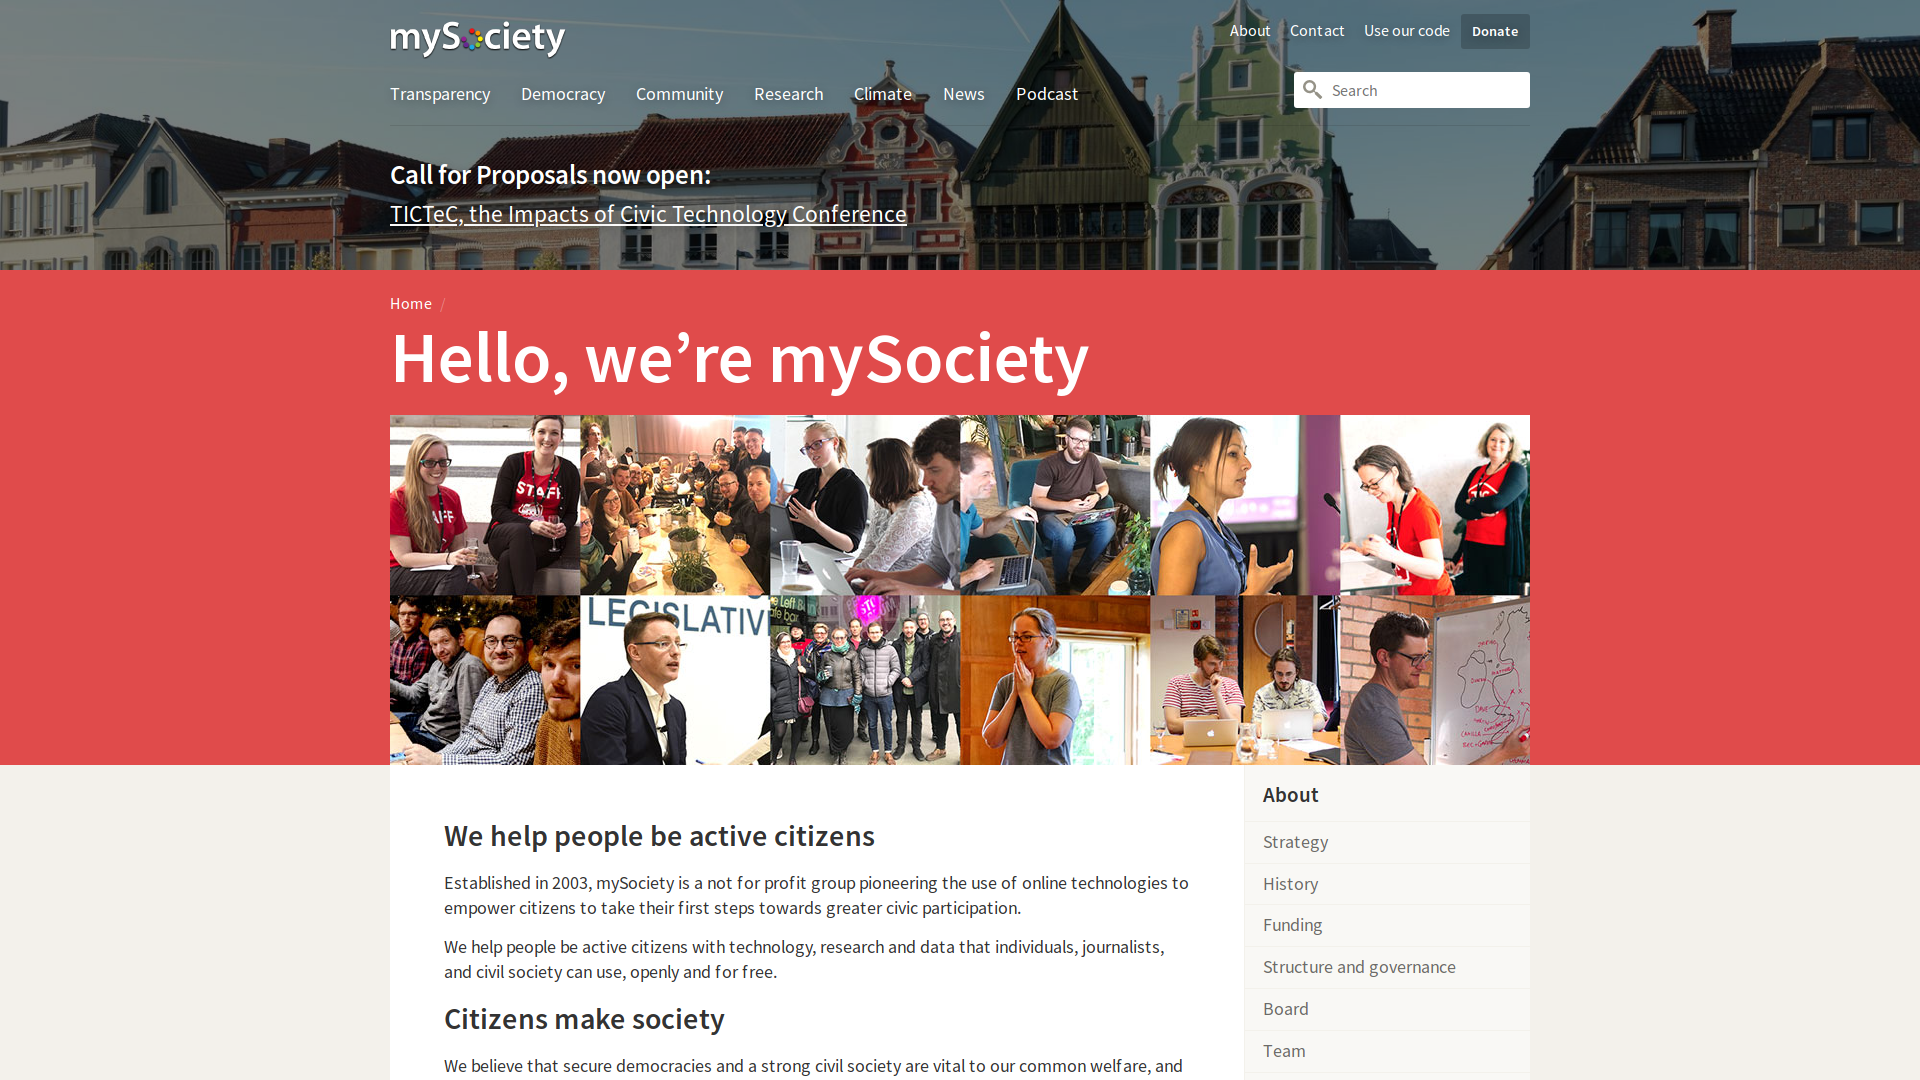 mySociety
About Contact Use our code Donate
Transparency Democracy Community Research Climate News Podcast
Search
Call for Proposals now open:
TICTeC, the Impacts of Civic Technology Conference
Home /
Hello, we’re mySociety
STAFF
LEGISLATIV
We help people be active citizens
Established in 2003, mySociety is a not for profit group pioneering the use of online technologies to
empower citizens to take their first steps towards greater civic participation.
We help people be active citizens with technology, research and data that individuals, journalists,
and civil society can use, openly and for free.
Citizens make society
We believe that secure democracies and a strong civil society are vital to our common welfare, and
About
Strategy
History
Funding
Structure and governance
Board
Team